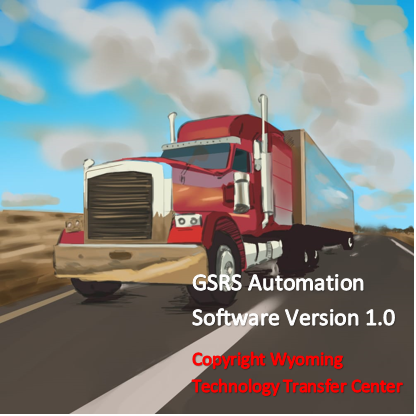 GSRS Automation
Software Version 1.0
Copyright Wyoming
Technology Transfer Center